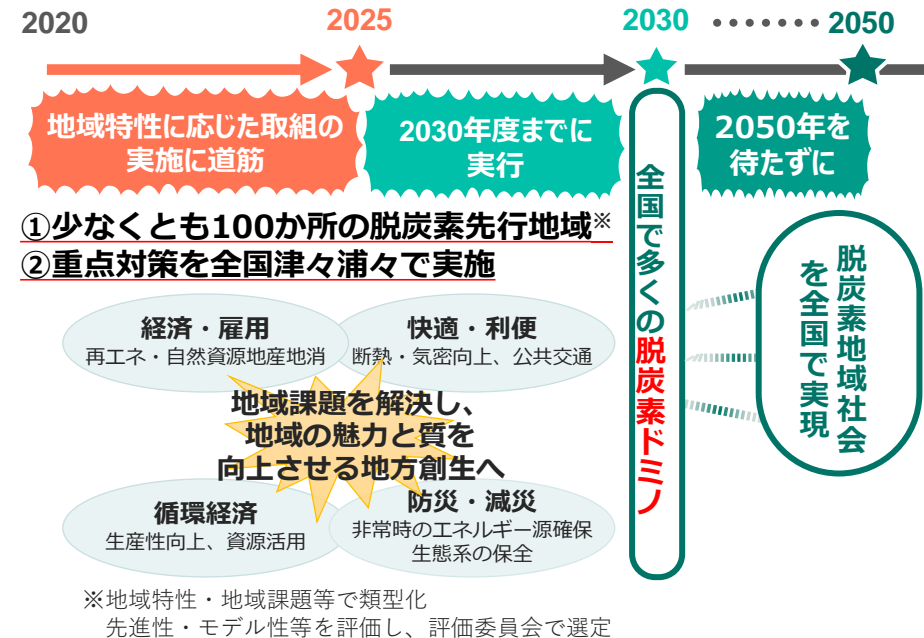 2020
2025
2030
・・・・・・・
2050
地域特性に応じた取組の
実施に道筋
2030年度までに
実行
2050年を
待たずに
①少なくとも100か所の脱炭素先行地域※
②重点対策を全国津々浦々で実施
経済・雇用
再エネ・自然資源地産地消
快適・利便
断熱・気密向上、公共交通
地域課題を解決し、
地域の魅力と質を
向上させる地方創生へ
循環経済
生産性向上、資源活用
防災・減災
非常時のエネルギー源確保
生態系の保全
全国で多くの脱炭素ドミノ
脱炭素地域社会
を全国で実現
※地域特性・地域課題等で類型化
先進性・モデル性等を評価し、評価委員会で選定